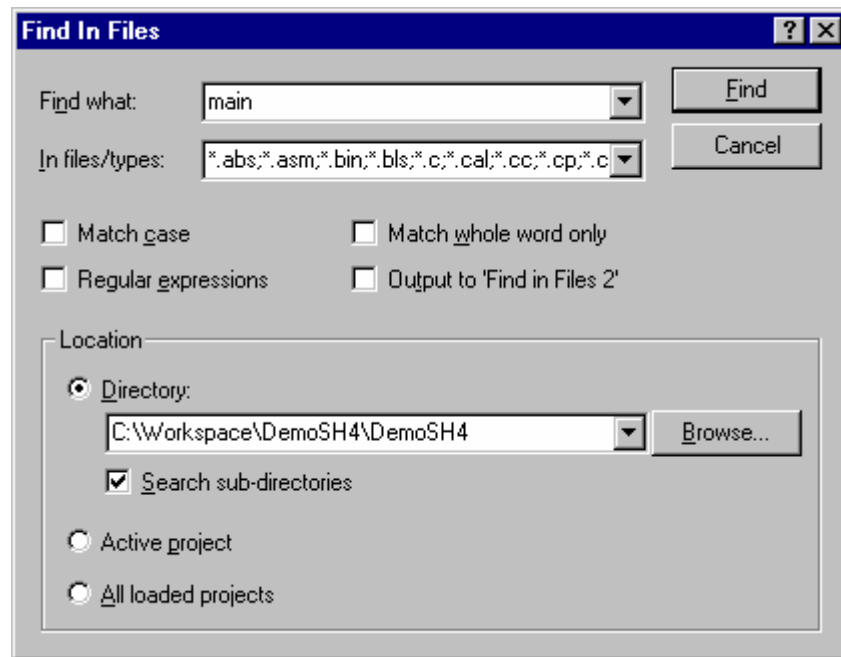 Find In Files
Find what: main Find
In files/types: *.abs;*.asm;*.bin;*.bls;*.c;*.cal;*.cc;*.cp;*.c Cancel
Match case Match whole word only
Regular expressions Output to 'Find in Files 2'
Location
Directory:
C:\Workspace\DemoSH4\DemoSH4 Browse...
Search sub-directories
Active project
All loaded projects